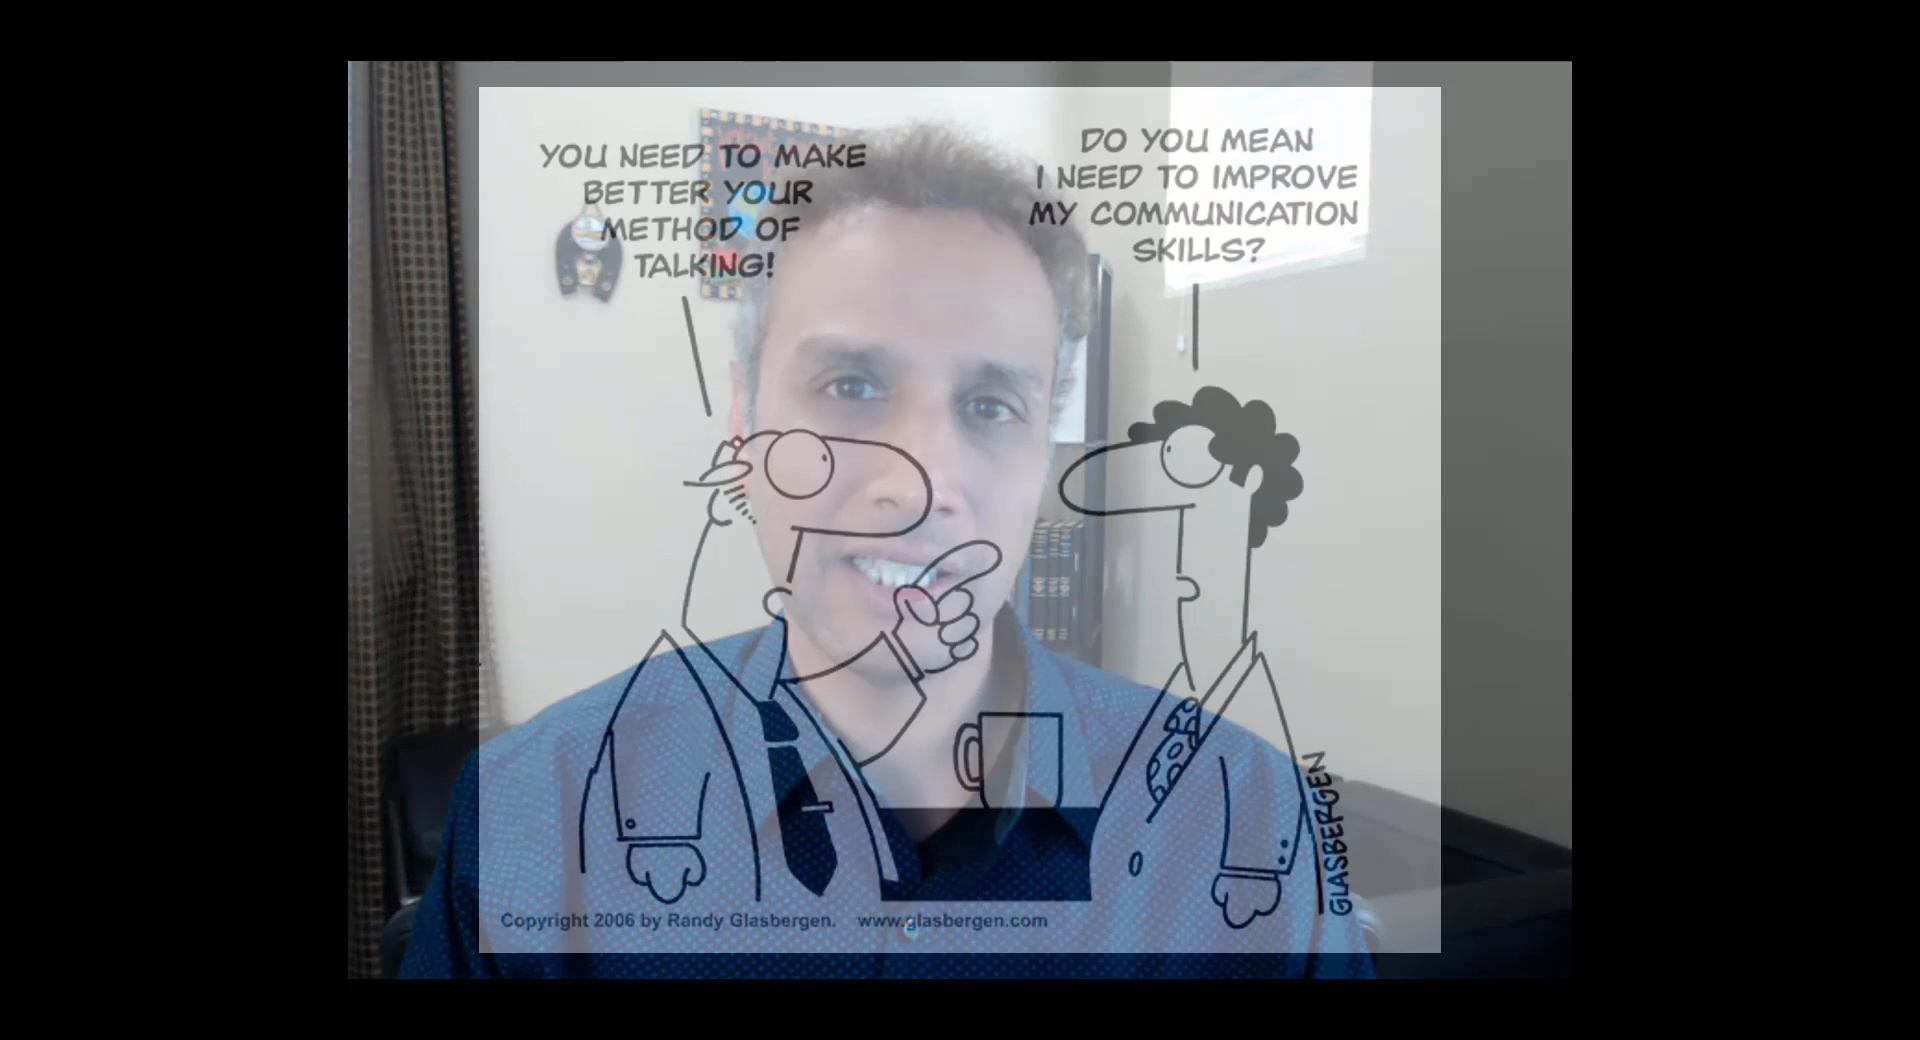 YOU NEED TO MAKE
BETTER YOUR
METHOD OF
TALKING!
DO YOU MEAN
I NEED TO IMPROVE
MY COMMUNICATION
SKILLS?
GLASBERGEN
Copyright 2006 by Randy Glasbergen. www.glasbergen.com